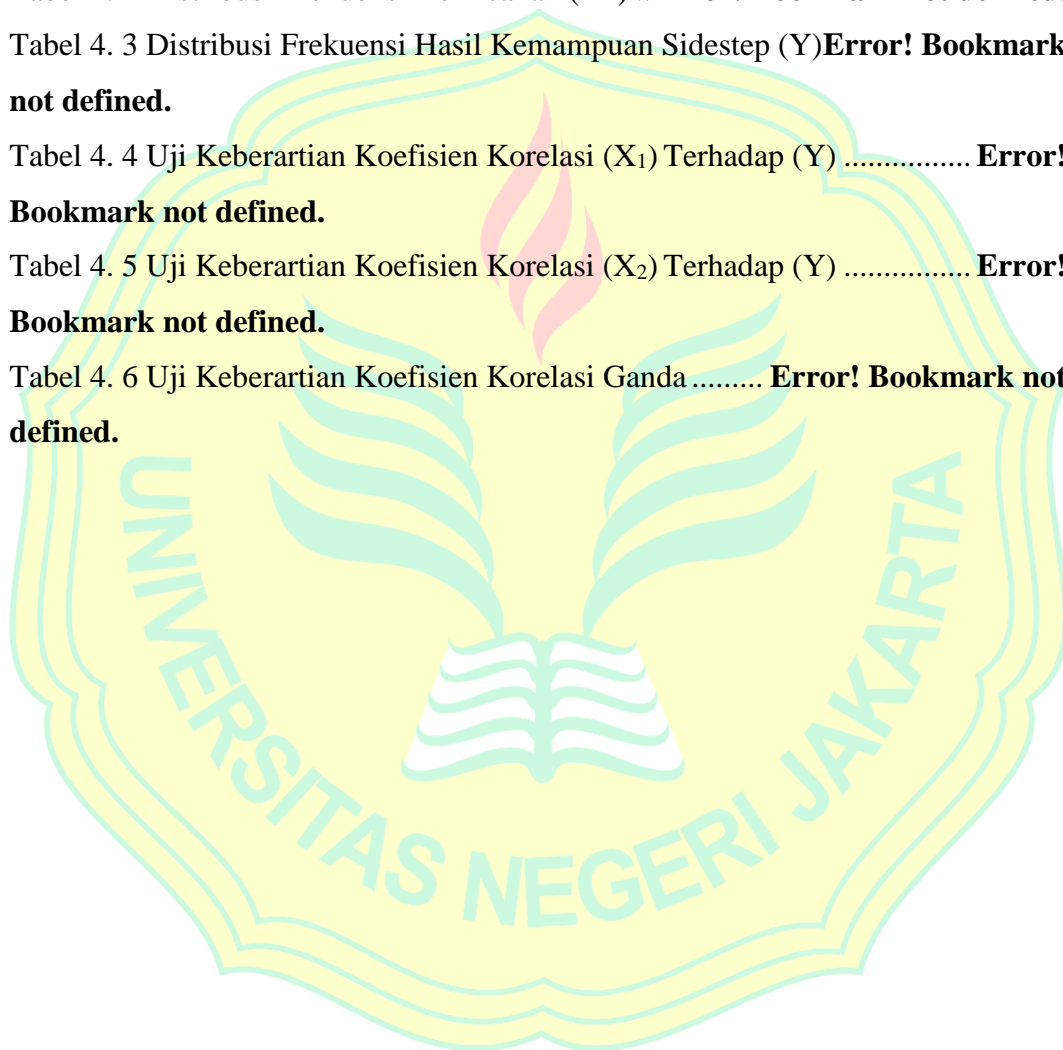 Tabel 4. 3 Distribusi Frekuensi Hasil Kemampuan Sidestep (Y)Error! Bookmark
not defined.
Tabel 4. 4 Uji Keberartian Koefisien Korelasi (X₁) Terhadap (Y) ............... Error!
Bookmark not defined.
Tabel 4. 5 Uji Keberartian Koefisien Korelasi (X₂) Terhadap (Y) ............... Error!
Bookmark not defined.
Tabel 4. 6 Uji Keberartian Koefisien Korelasi Ganda ......... Error! Bookmark not
defined.
UNIVERSITAS NEGERI JAKARTA